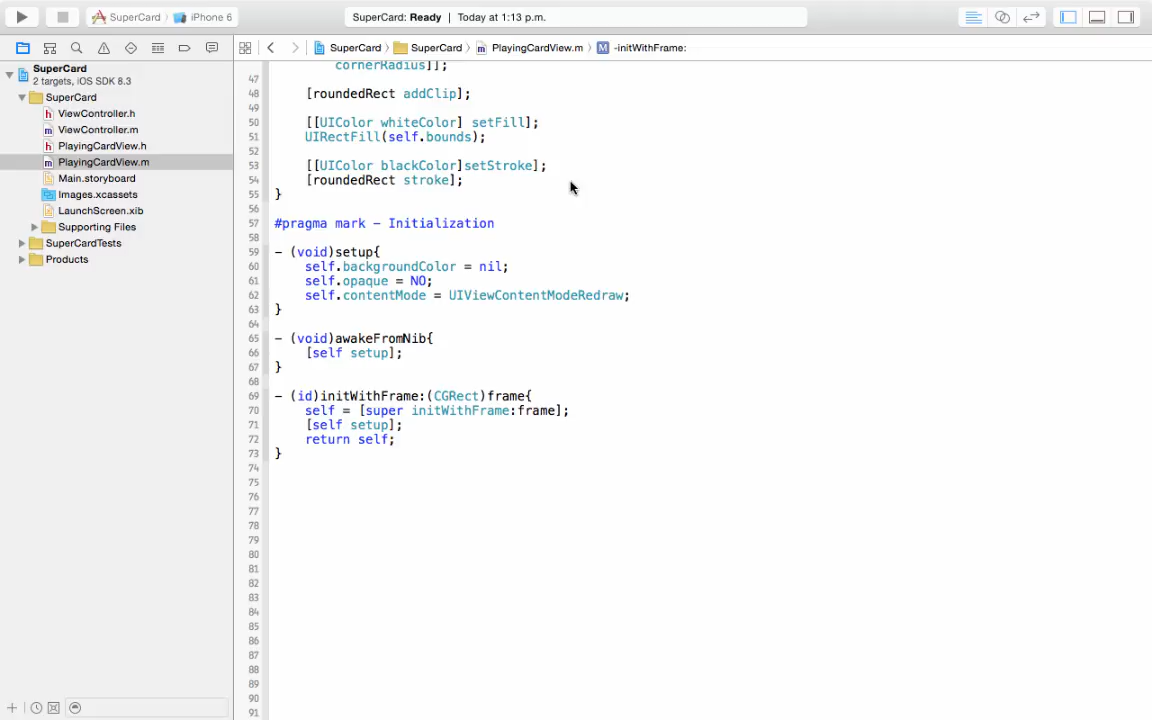 SuperCard
iPhone 6
SuperCard: Ready | Today at 1:13 p.m.
SuperCard
SuperCard
PlayingCardView.m
M
-initWithFrame:
SuperCard
2 targets, iOS SDK 8.3
SuperCard
h ViewController.h
m ViewController.m
h PlayingCardView.h
m PlayingCardView.m
Main.storyboard
Images.xcassets
LaunchScreen.xib
Supporting Files
SuperCardTests
Products
cornerRadius]];
47
48 [roundedRect addClip];
49
50 [[UIColor whiteColor] setFill];
51 UIRectFill(self.bounds);
52
53 [[UIColor blackColor]setStroke];
54 [roundedRect stroke];
55 }
56
57 #pragma mark - Initialization
58
59 - (void)setup{
60 self.backgroundColor = nil;
61 self.opaque = NO;
62 self.contentMode = UIViewContentModeRedraw;
63 }
64
65 - (void)awakeFromNib{
66 [self setup];
67 }
68
69 - (id)initWithFrame:(CGRect)frame{
70 self = [super initWithFrame:frame];
71 [self setup];
72 return self;
73 }
74
75
76
77
78
79
80
81
82
83
84
85
86
87
88
89
90
91